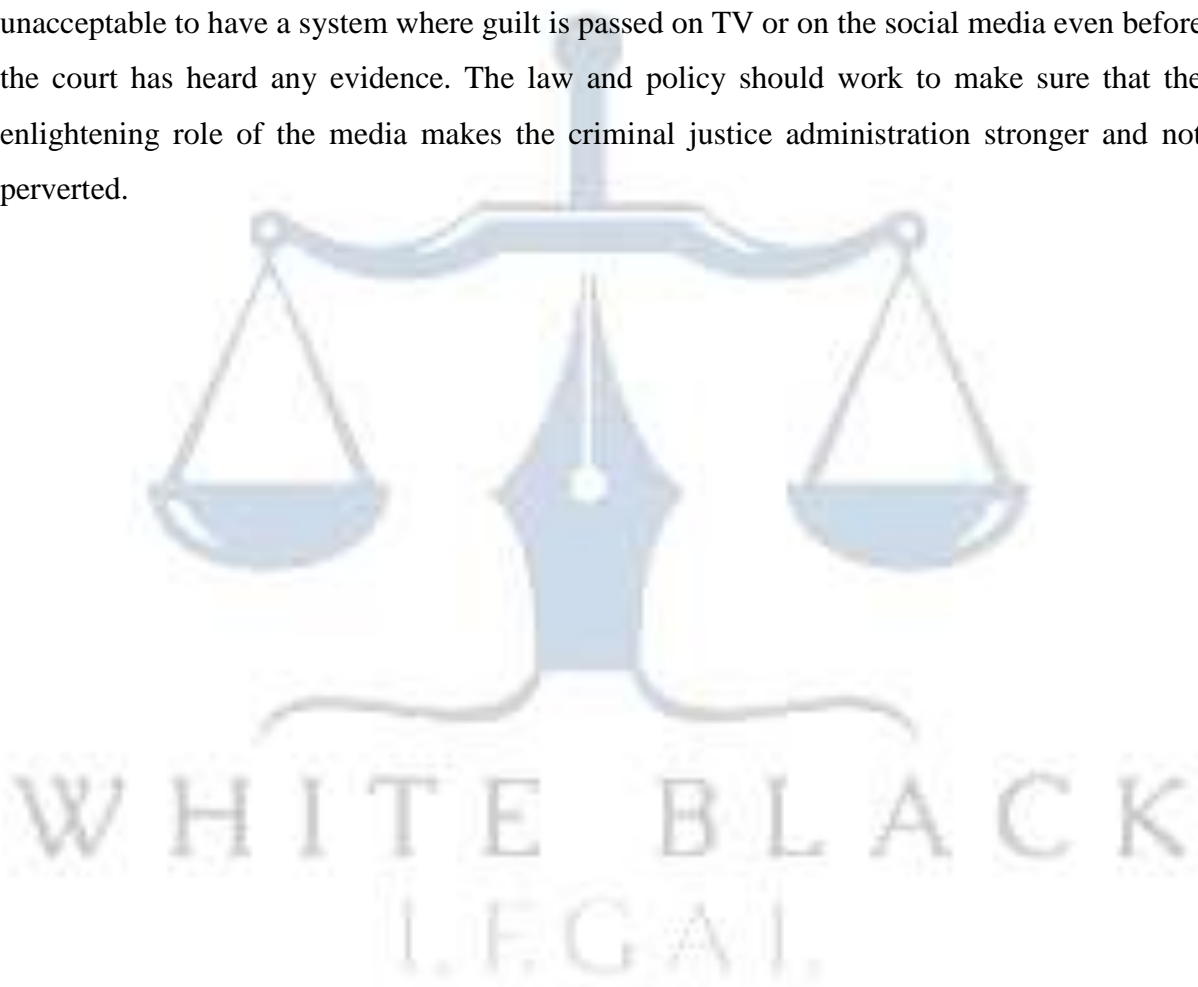 unacceptable to have a system where guilt is passed on TV or on the social media even before
the court has heard any evidence. The law and policy should work to make sure that the
enlightening role of the media makes the criminal justice administration stronger and not
perverted.
WHITE BLACK
LEGAL